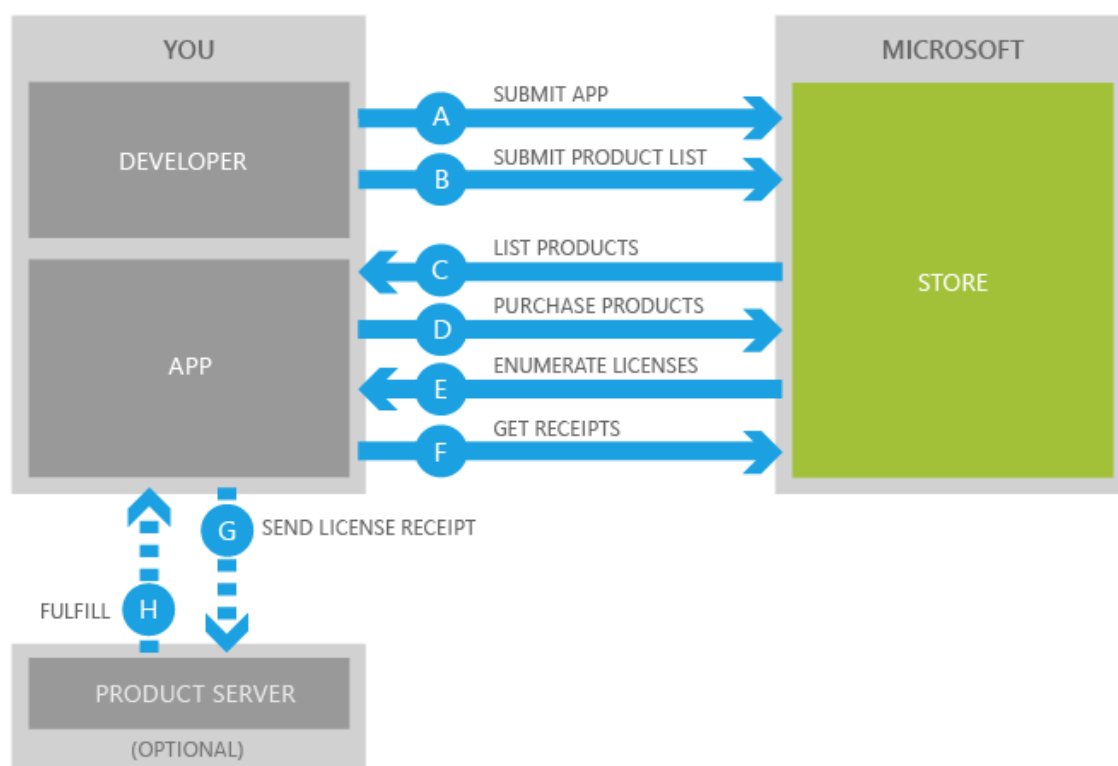 YOU
MICROSOFT
DEVELOPER
SUBMIT APP
A
SUBMIT PRODUCT LIST
B
LIST PRODUCTS
C
PURCHASE PRODUCTS
D
ENUMERATE LICENSES
E
GET RECEIPTS
F
APP
STORE
G
SEND LICENSE RECEIPT
FULFILL
H
PRODUCT SERVER
(OPTIONAL)